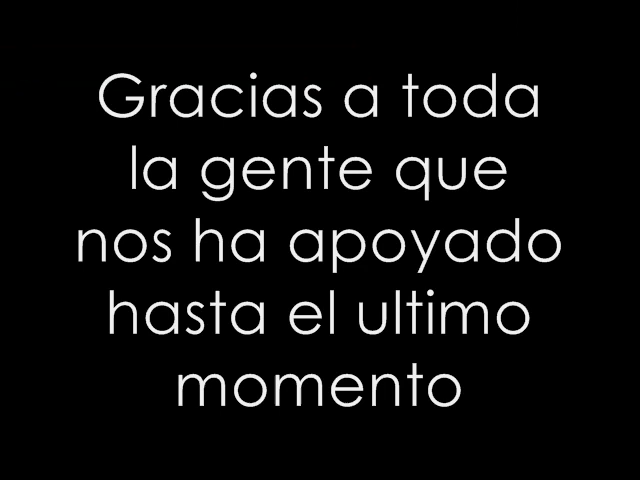 Gracias a toda
la gente que
nos ha apoyado
hasta el ultimo
momento